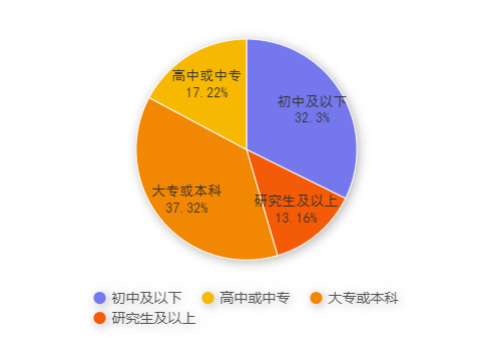 高中或中专
17.22%
初中及以下
32.3%
大专或本科
37.32%
研究生及以上
13.16%
初中及以下 高中或中专 大专或本科
研究生及以上